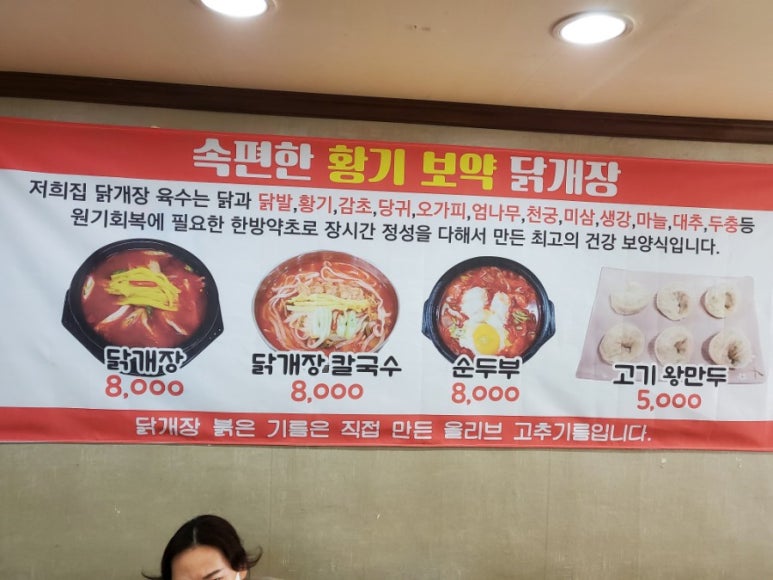 속편한 황기 보약 닭개장
저희집 닭개장 육수는 닭과 닭발,황기,감초,당귀,오가피,엄나무,천궁,미삼,생강,마늘,대추,두충등
원기회복에 필요한 한방약초로 장시간 정성을 다해서 만든 최고의 건강 보양식입니다.
닭개장
8,000
닭개장 칼국수
8,000
순두부
8,000
고기 왕만두
5,000
닭개장 붉은 기름은 직접 만든 올리브 고추기름입니다.